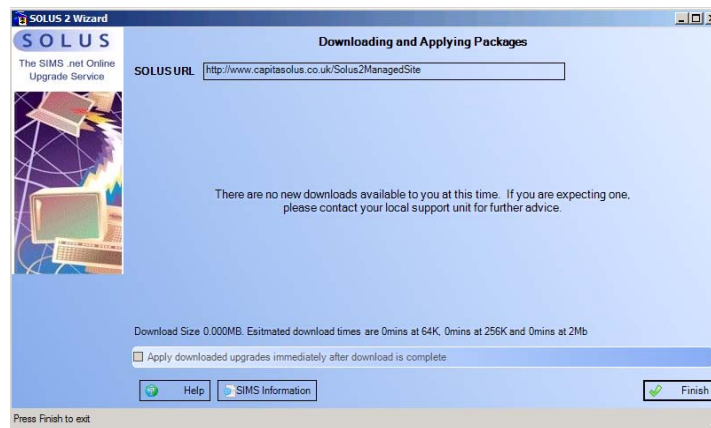 SOLUS 2 Wizard
SOLUS
The SIMS .net Online
Upgrade Service
Downloading and Applying Packages
SOLUS URL http://www.capitasolus.co.uk/Solus2ManagedSite
There are no new downloads available to you at this time. If you are expecting one,
please contact your local support unit for further advice.
Download Size 0.000MB. Esitmated download times are 0mins at 64K, 0mins at 256K and 0mins at 2Mb
Apply downloaded upgrades immediately after download is complete
Help SIMS Information Finish
Press Finish to exit